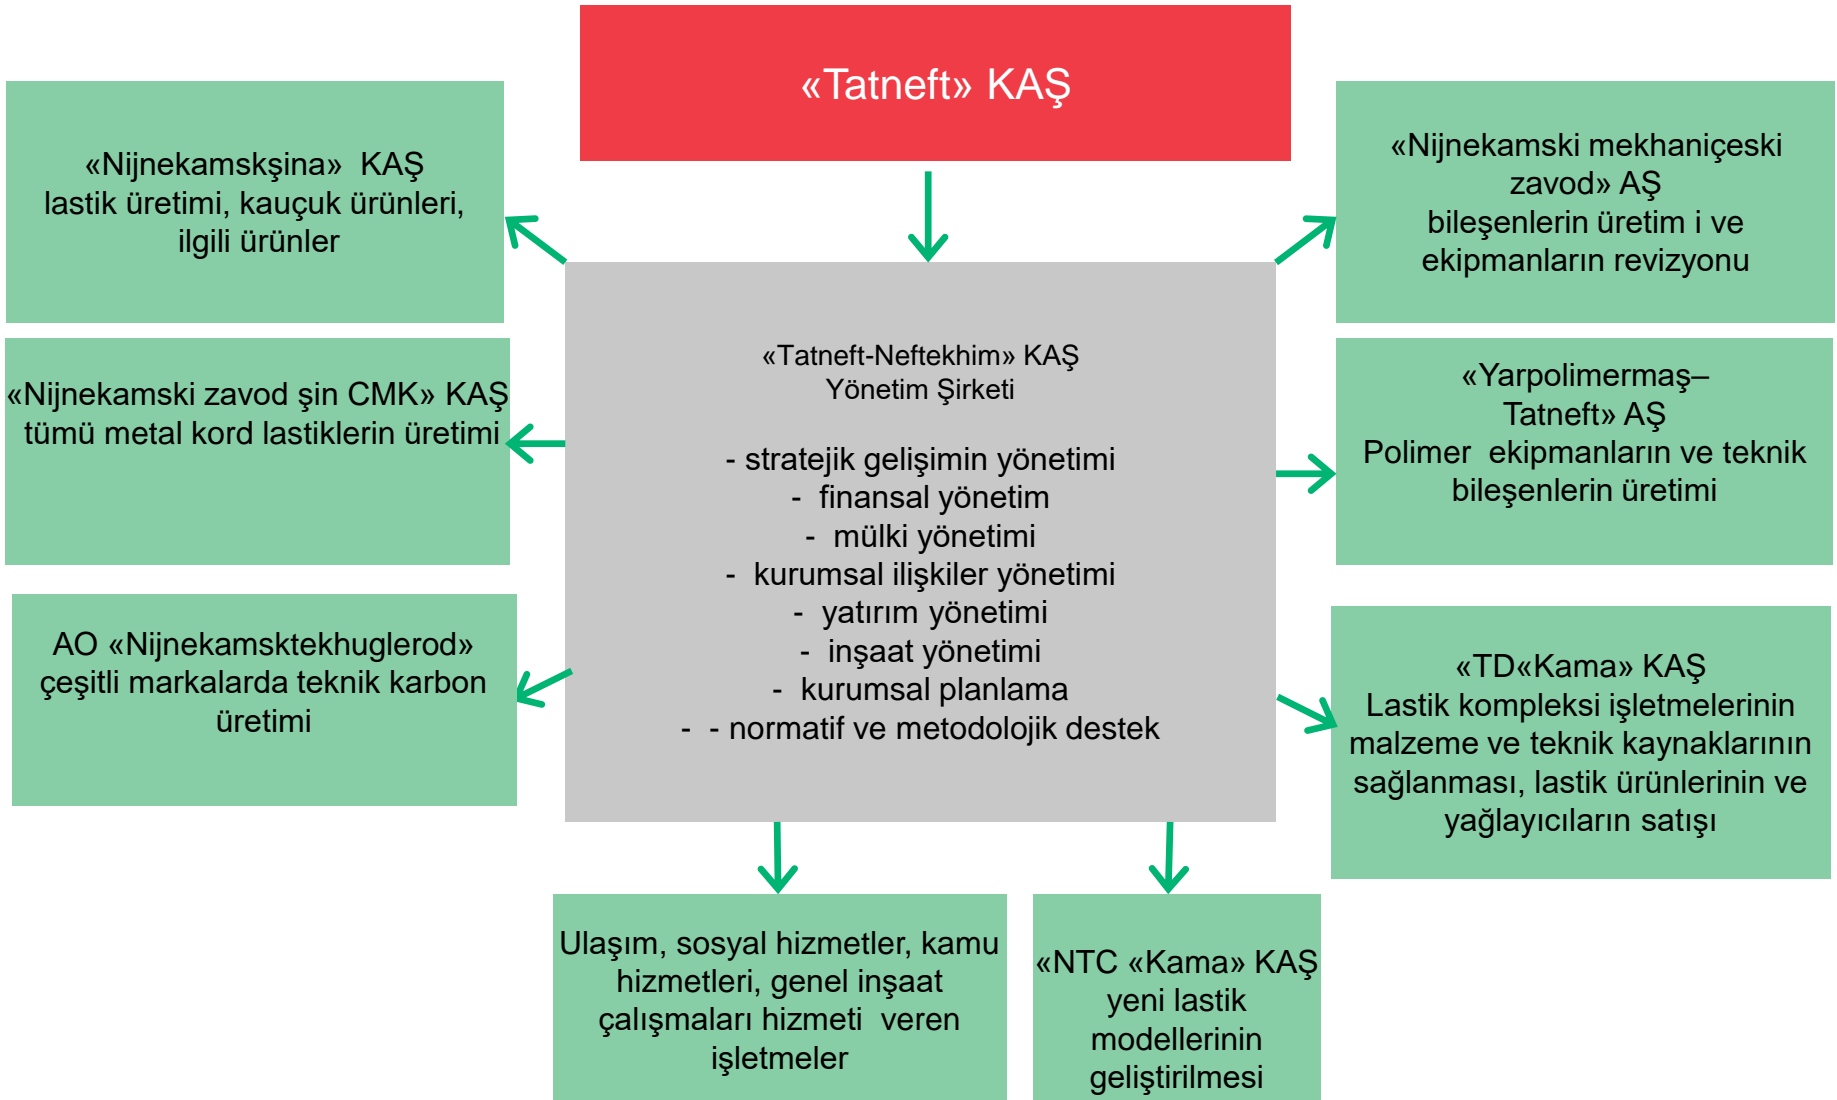 «Tatneft» KAŞ
«Nijnekamskşina»  KAŞ
lastik üretimi, kauçuk ürünleri,
ilgili ürünler
«Nijnekamski mekhaniçeski
zavod» AŞ
bileşenlerin üretim i ve
ekipmanların revizyonu
«Nijnekamski zavod şin CMK» KAŞ
tümü metal kord lastiklerin üretimi
«Tatneft-Neftekhim» KAŞ
Yönetim Şirketi
- stratejik gelişimin yönetimi
-  finansal yönetim
-  mülki yönetimi
-  kurumsal ilişkiler yönetimi
-  yatırım yönetimi
-  inşaat yönetimi
-  kurumsal planlama
-  - normatif ve metodolojik destek
«Yarpolimermaş–
Tatneft» AŞ
Polimer  ekipmanların ve teknik
bileşenlerin üretimi
AO «Nijnekamsktekhuglerod»
çeşitli markalarda teknik karbon
üretimi
«TD«Kama» KAŞ
Lastik kompleksi işletmelerinin
malzeme ve teknik kaynaklarının
sağlanması, lastik ürünlerinin ve
yağlayıcıların satışı
Ulaşım, sosyal hizmetler, kamu
hizmetleri, genel inşaat
çalışmaları hizmeti  veren
işletmeler
«NTC «Kama» KAŞ
yeni lastik
modellerinin
geliştirilmesi